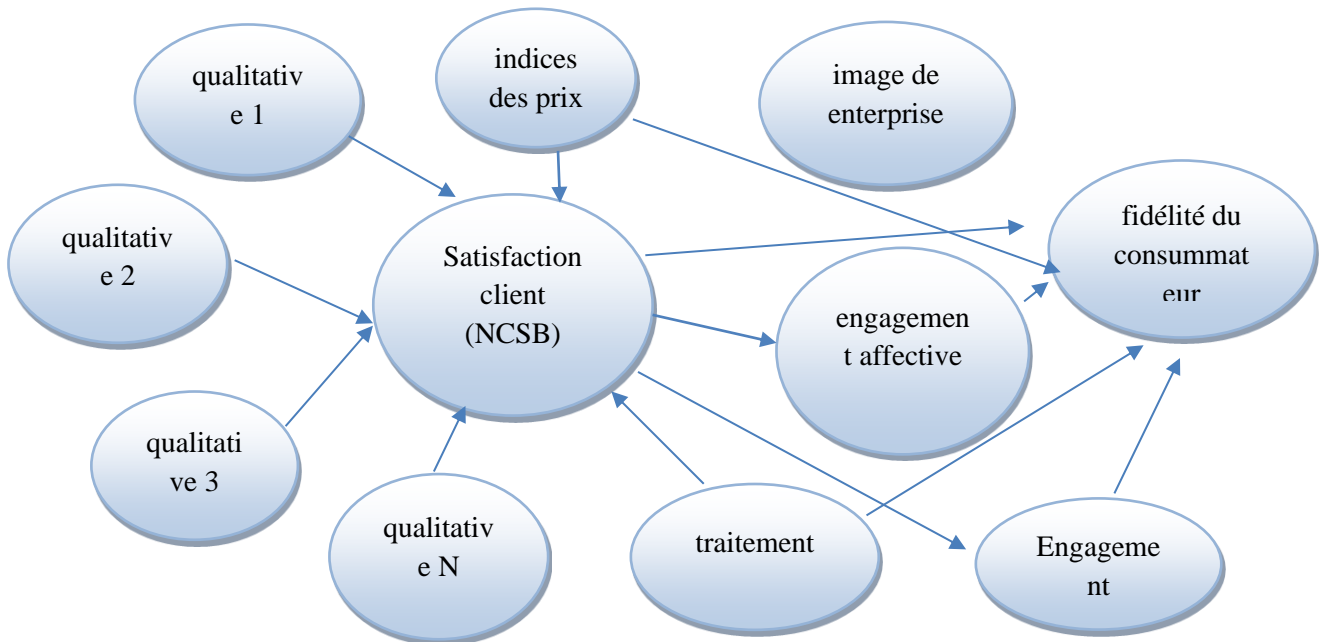 qualitativ
e 1
indices
des prix
image de
enterprise
qualitativ
e 2
Satisfaction
client
(NCSB)
fidélité du
consummat
eur
engagemen
t affective
qualitati
ve 3
qualitativ
e N
traitement
Engageme
nt